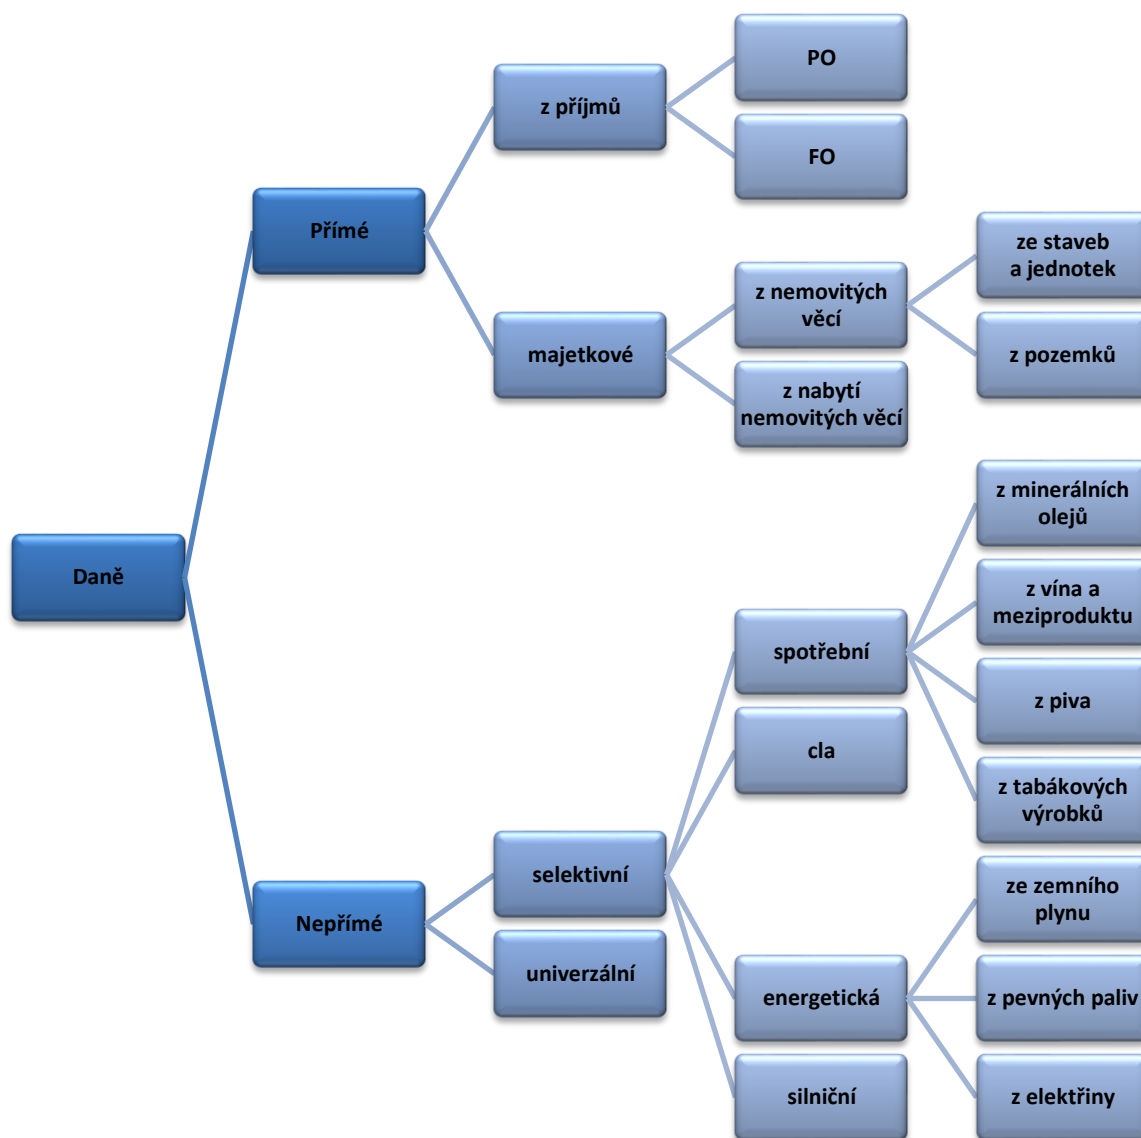 Daně
Přímé
z příjmů
PO
FO
majetkové
z nemovitých
věcí
ze staveb
a jednotek
z pozemků
z nabytí
nemovitých věcí
Nepřímé
selektivní
spotřební
z minerálních
olejů
z vína a
meziproduktu
z piva
z tabákových
výrobků
cla
energetická
ze zemního
plynu
z pevných paliv
z elektřiny
silniční
univerzální